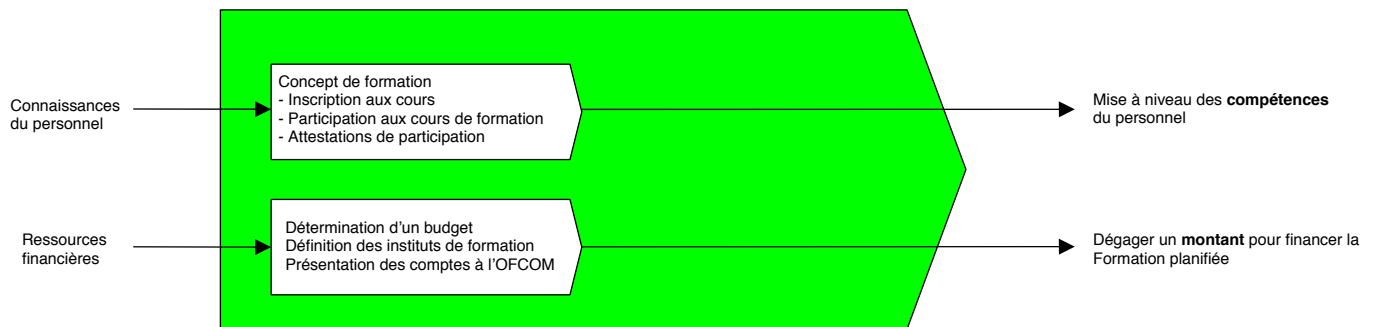 Connaissances
du personnel
Concept de formation
- Inscription aux cours
- Participation aux cours de formation
- Attestations de participation
Mise à niveau des compétences
du personnel
Ressources
financières
Détermination d'un budget
Définition des instituts de formation
Présentation des comptes à l'OFCOM
Dégager un montant pour financer la
Formation planifiée